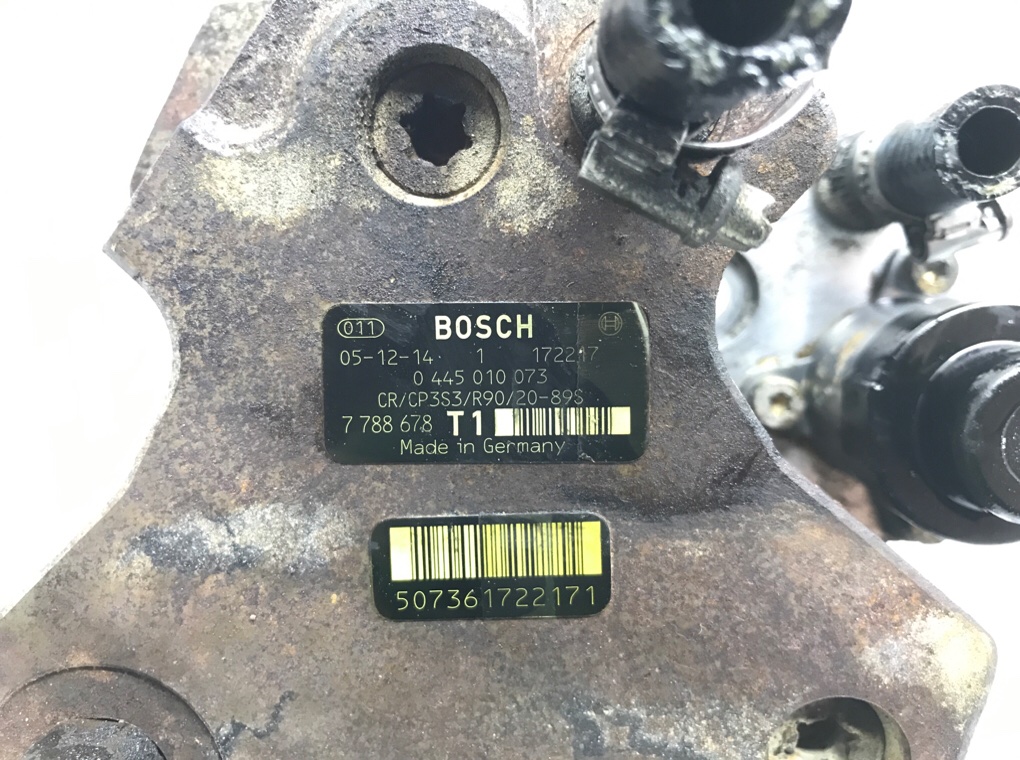 011 BOSCH
05-12-14 1 172217
0 445 010 073
CR/CP3S3/R90/20-89S
7 788 678 T1
Made in Germany
507361722171